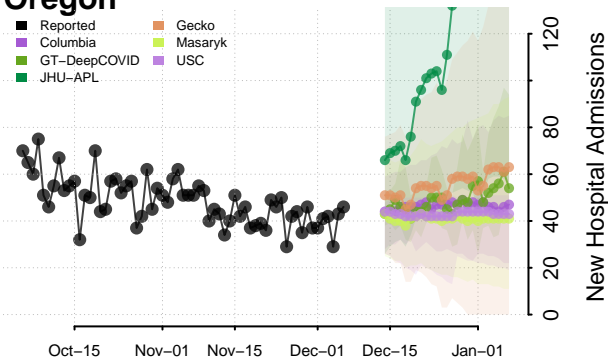 Oregon
Reported
Columbia
GT−DeepCOVID
JHU−APL
Gecko
Masaryk
USC
120
80
60
40
20
0
New Hospital Admissions
Oct−15
Nov−01
Nov−15
Dec−01
Dec−15
Jan−01